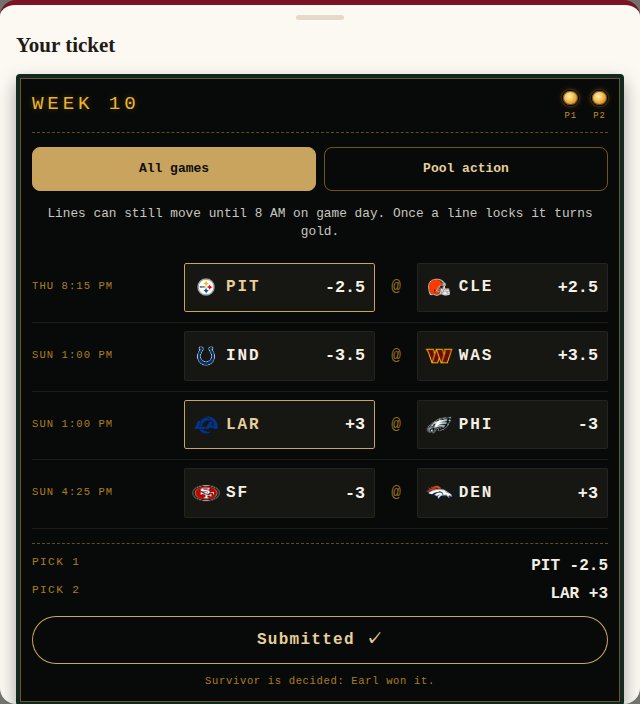 Your ticket
WEEK 10
P1 P2
All games Pool action
Lines can still move until 8 AM on game day. Once a line locks it turns
gold.
THU 8:15 PM PIT -2.5 @ CLE +2.5
SUN 1:00 PM IND -3.5 @ WAS +3.5
SUN 1:00 PM LAR +3 @ PHI -3
SUN 4:25 PM SF -3 @ DEN +3
PICK 1 PIT -2.5
PICK 2 LAR +3
Submitted ✓
Survivor is decided: Earl won it.